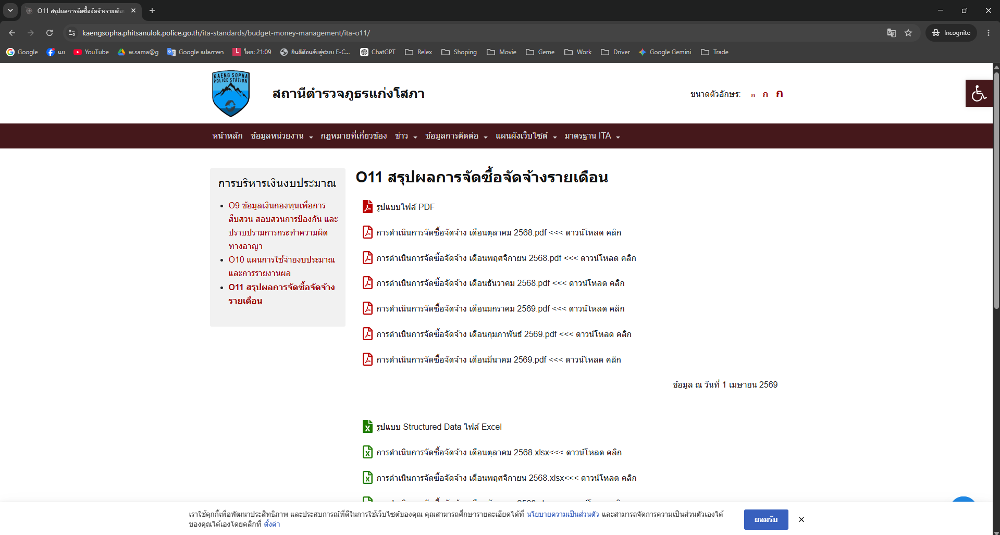 O11 สรุปผลการจัดซื้อจัดจ้างรายเดือ
kaengsopha.phitsanulok.police.go.th/ita-standards/budget-money-management/ita-o11/
Incognito
Google
นย
YouTube
w.sama@g
Google แปลภาษา
ไทย: 21:09
ยินดีต้อนรับสู่ระบบ E-C...
ChatGPT
Relex
Shoping
Movie
Geme
Work
Driver
Google Gemini
Trade
KAENG SOPHA
POLICE STATION
สถานีตำรวจภูธรแก่งโสภา
ขนาดตัวอักษร: ก ก ก
หน้าหลัก ข้อมูลหน่วยงาน กฎหมายที่เกี่ยวข้อง ข่าว ข้อมูลการติดต่อ แผนผังเว็บไซต์ มาตรฐาน ITA
การบริหารเงินงบประมาณ
O9 ข้อมูลเงินกองทุนเพื่อการ
สืบสวน สอบสวนการป้องกัน และ
ปราบปรามการกระทำความผิด
ทางอาญา
O10 แผนการใช้จ่ายงบประมาณ
และการรายงานผล
O11 สรุปผลการจัดซื้อจัดจ้าง
รายเดือน
O11 สรุปผลการจัดซื้อจัดจ้างรายเดือน
รูปแบบไฟล์ PDF
การดำเนินการจัดซื้อจัดจ้าง เดือนตุลาคม 2568.pdf <<< ดาวน์โหลด คลิก
การดำเนินการจัดซื้อจัดจ้าง เดือนพฤศจิกายน 2568.pdf <<< ดาวน์โหลด คลิก
การดำเนินการจัดซื้อจัดจ้าง เดือนธันวาคม 2568.pdf <<< ดาวน์โหลด คลิก
การดำเนินการจัดซื้อจัดจ้าง เดือนมกราคม 2569.pdf <<< ดาวน์โหลด คลิก
การดำเนินการจัดซื้อจัดจ้าง เดือนกุมภาพันธ์ 2569.pdf <<< ดาวน์โหลด คลิก
การดำเนินการจัดซื้อจัดจ้าง เดือนมีนาคม 2569.pdf <<< ดาวน์โหลด คลิก
ข้อมูล ณ วันที่ 1 เมษายน 2569
รูปแบบ Structured Data ไฟล์ Excel
การดำเนินการจัดซื้อจัดจ้าง เดือนตุลาคม 2568.xlsx<<< ดาวน์โหลด คลิก
การดำเนินการจัดซื้อจัดจ้าง เดือนพฤศจิกายน 2568.xlsx<<< ดาวน์โหลด คลิก
เราใช้คุกกี้เพื่อพัฒนาประสิทธิภาพ และประสบการณ์ที่ดีในการใช้เว็บไซต์ของคุณ คุณสามารถศึกษารายละเอียดได้ที่ นโยบายความเป็นส่วนตัว และสามารถจัดการความเป็นส่วนตัวเองได้
ของคุณได้เองโดยคลิกที่ ตั้งค่า
ยอมรับ